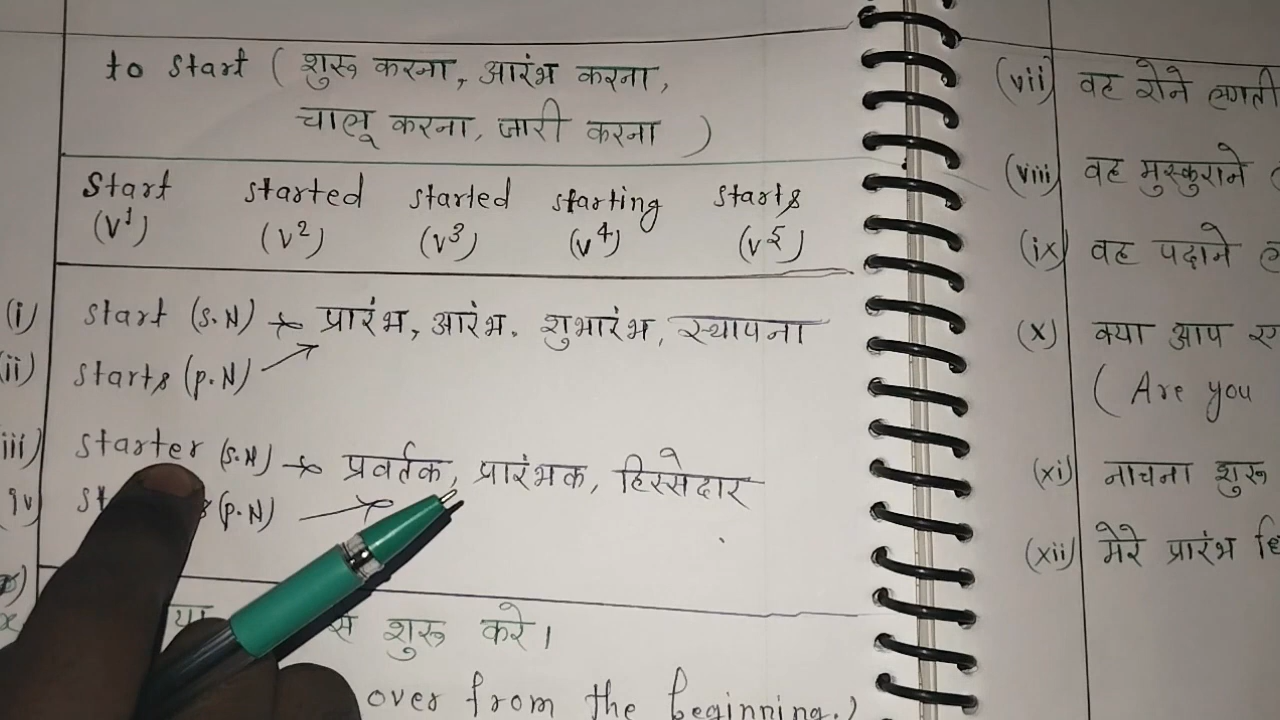 to start ( शुरू करना, आरंभ करना,
चालू करना, जारी करना )
Start started started starting starts
(V1) (V2) (V3) (V4) (V5)
(i) start (S.N) → प्रारंभ, आरंभ. शुभारंभ, स्थापना
(ii) starts (p.N)
(iii) starter (S.N) → प्रवर्तक, प्रारंभक, हिस्सेदार
(p.N) →
शुरू करे।
over from the beginning.)
(vii) वह रोने लगती
(viii) वह मुस्कुराने
(ix) वह पढ़ाने
(x) क्या आप
( Are you
(xi) नाचना शुरू
(xii) मेरे प्रारंभ